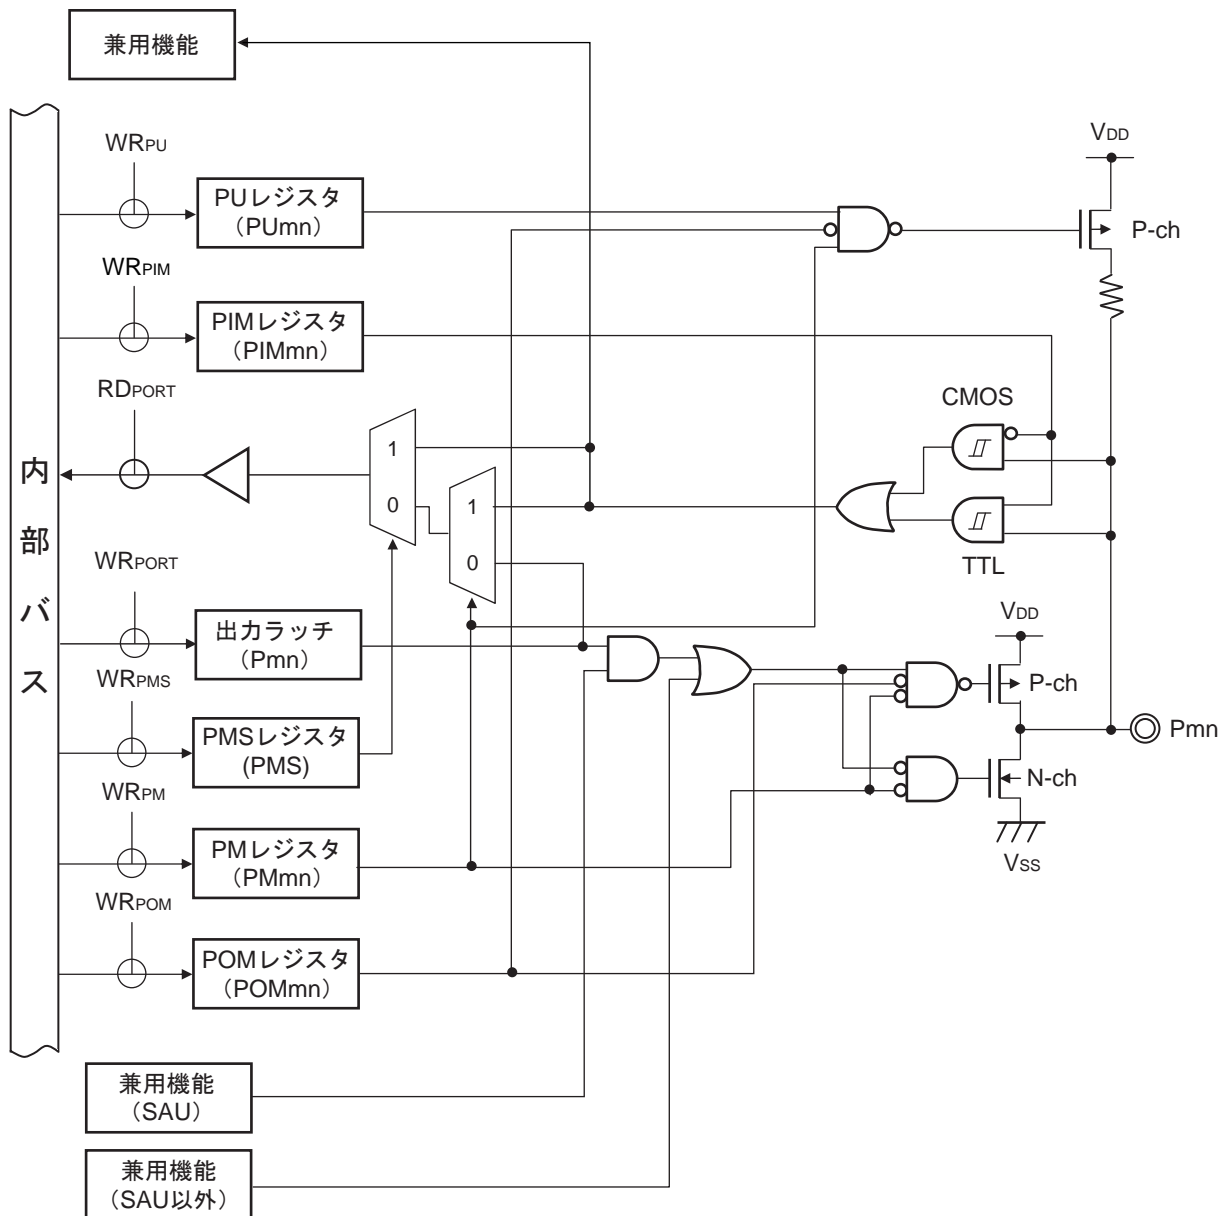 兼用機能
WRPU
PUレジスタ
(PUmn)
VDD
P-ch
WRPIM
PIMレジスタ
(PIMmn)
RDPORT
CMOS
1
0
1
0
TTL
内部バス
WRPORT
出力ラッチ
(Pmn)
VDD
P-ch
Pmn
WRPMS
PMSレジスタ
(PMS)
N-ch
WRPM
PMレジスタ
(PMmn)
VSS
WRPOM
POMレジスタ
(POMmn)
兼用機能
(SAU)
兼用機能
(SAU以外)